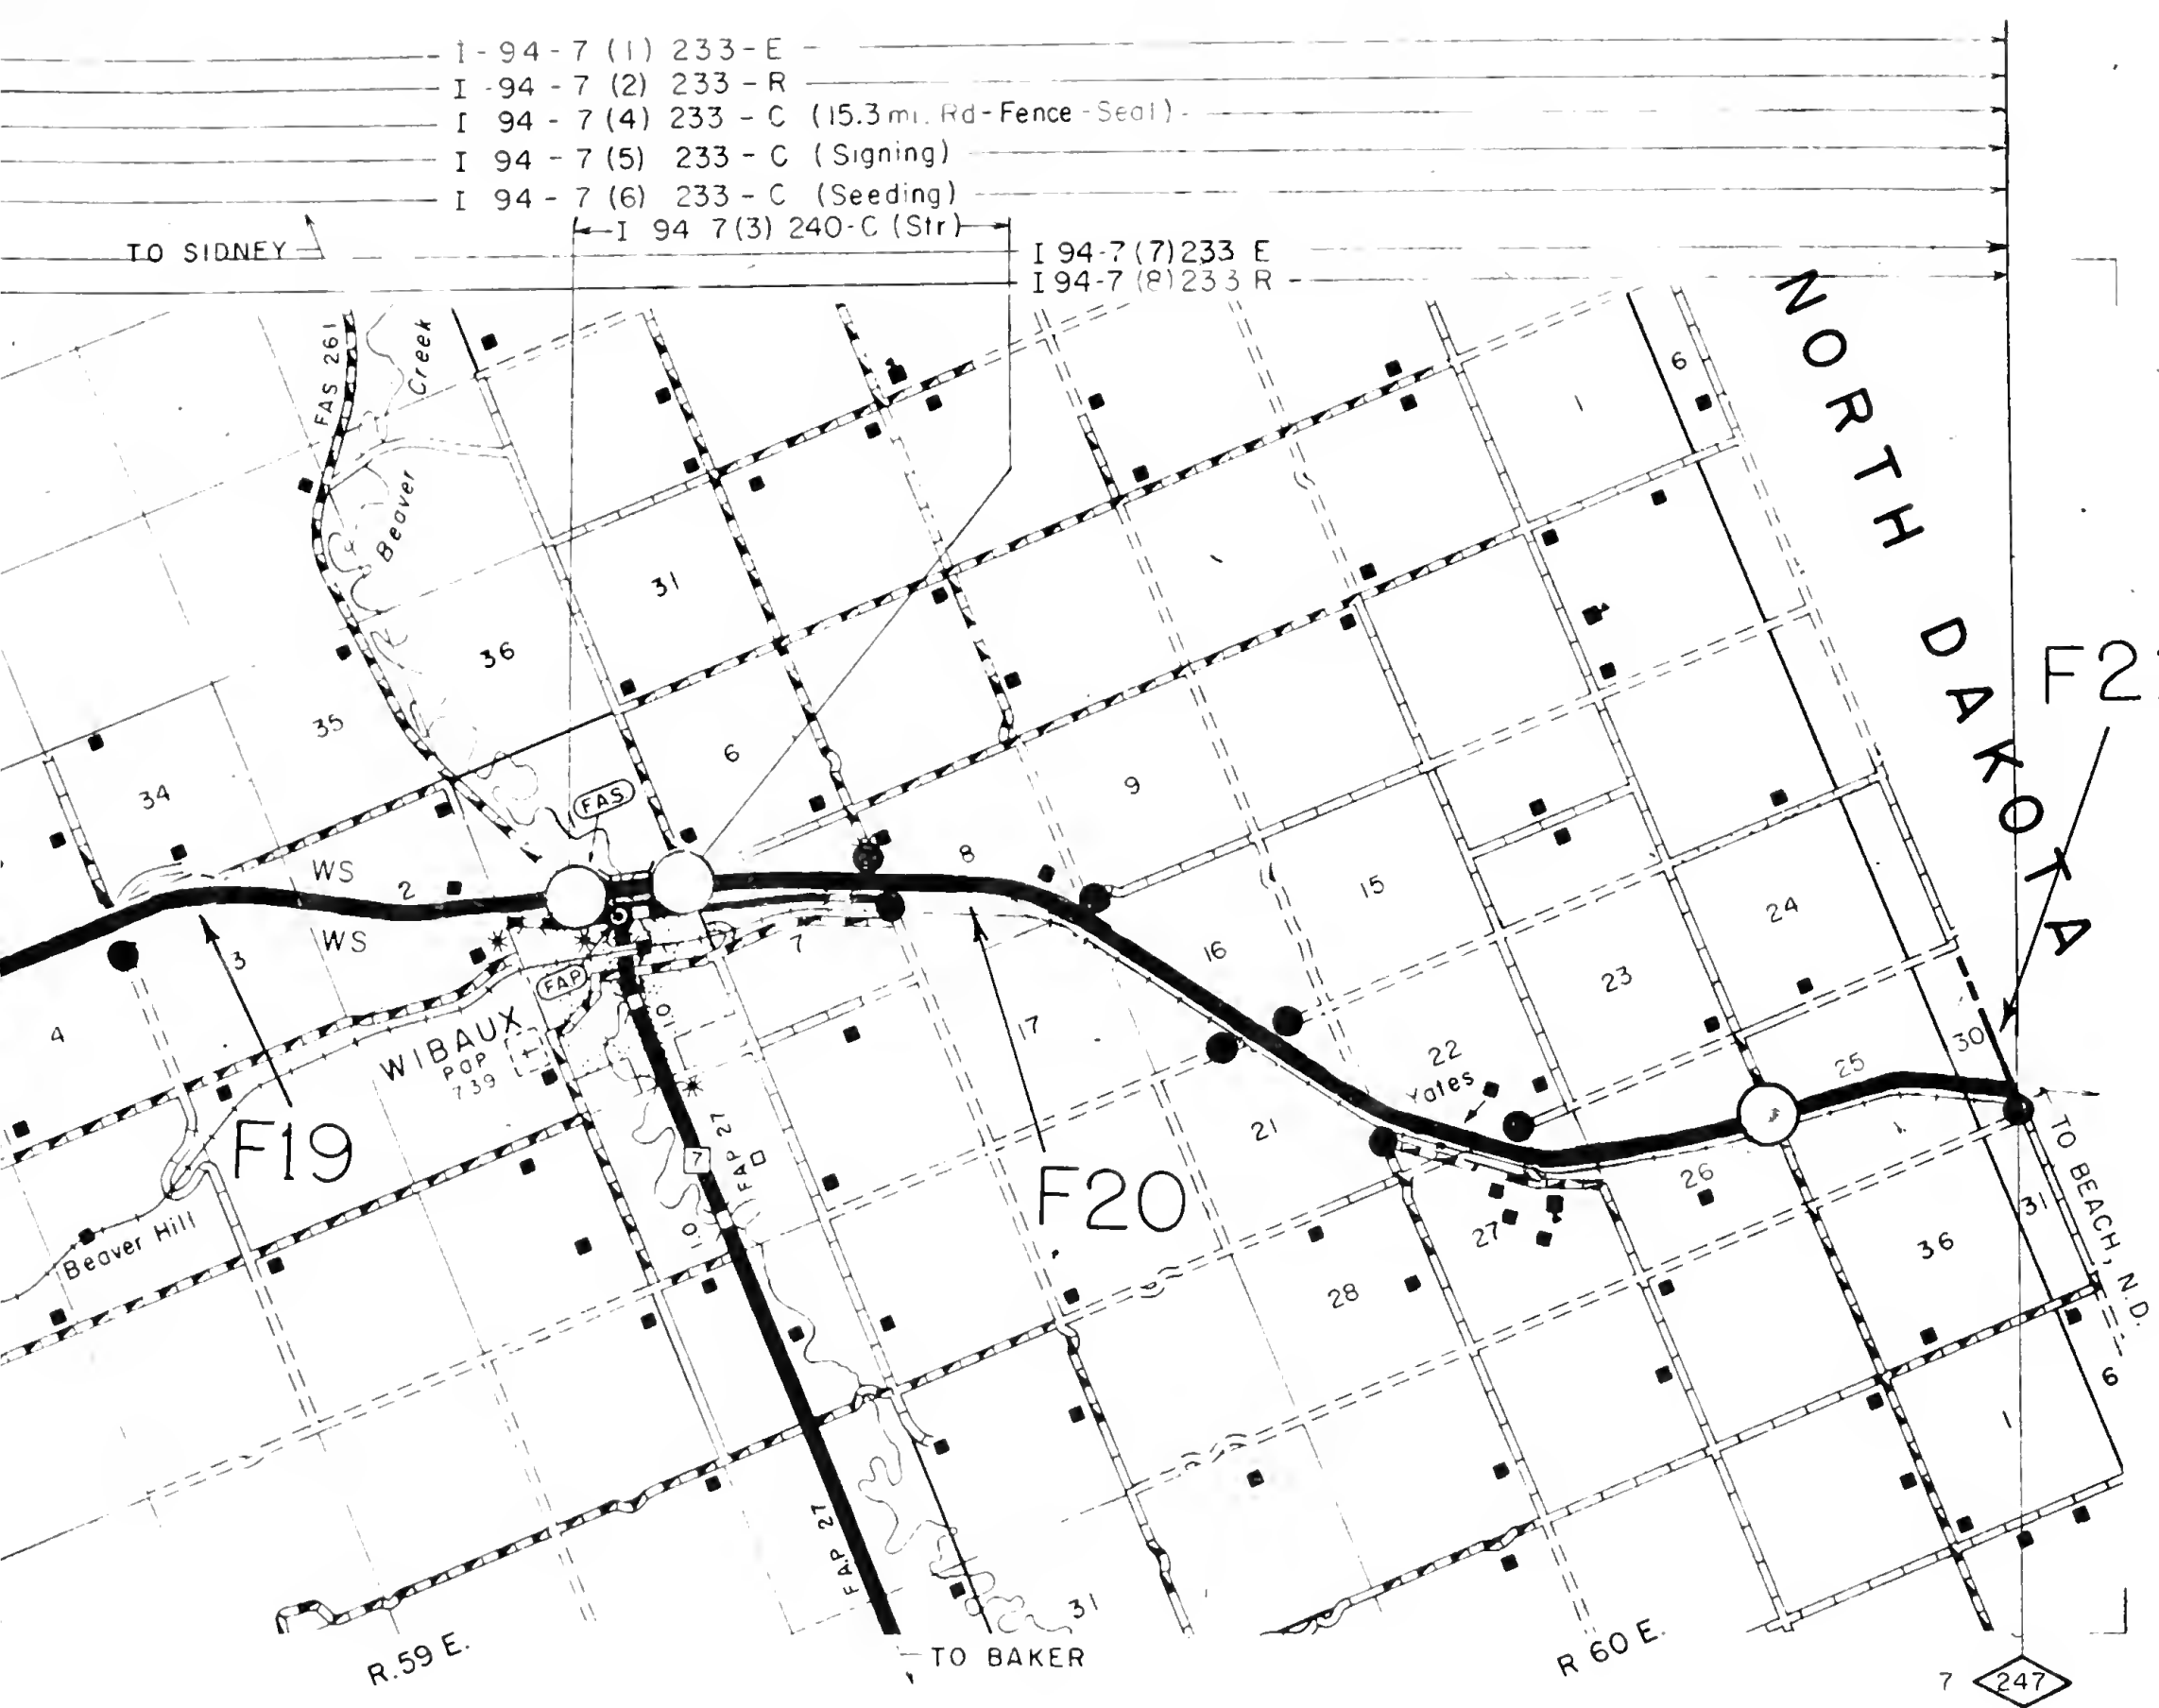 I-94-7 (1) 233-E
I-94-7 (2) 233-R
I 94-7 (4) 233-C (15.3 mi. Rd-Fence-Seal)
I 94-7 (5) 233-C (Signing)
I 94-7 (6) 233-C (Seeding)
I 94 7(3) 240-C (Str)
TO SIDNEY
I 94-7 (7) 233 E
I 94-7 (8) 233 R
NORTH DAKOTA
FAS 261
Beaver Creek
6
1
31
36
35
34
6
9
F2
FAS
WS
2
8
15
24
WS
3
7
16
23
FAP
4
WIBAUX
POP
739
10
17
22
Yates
25
30
F19
7
FAP 27
21
F20
26
TO BEACH, N.D.
31
Beaver Hill
10
27
36
28
6
1
FAP 27
31
R.59 E.
TO BAKER
R 60 E.
7
247